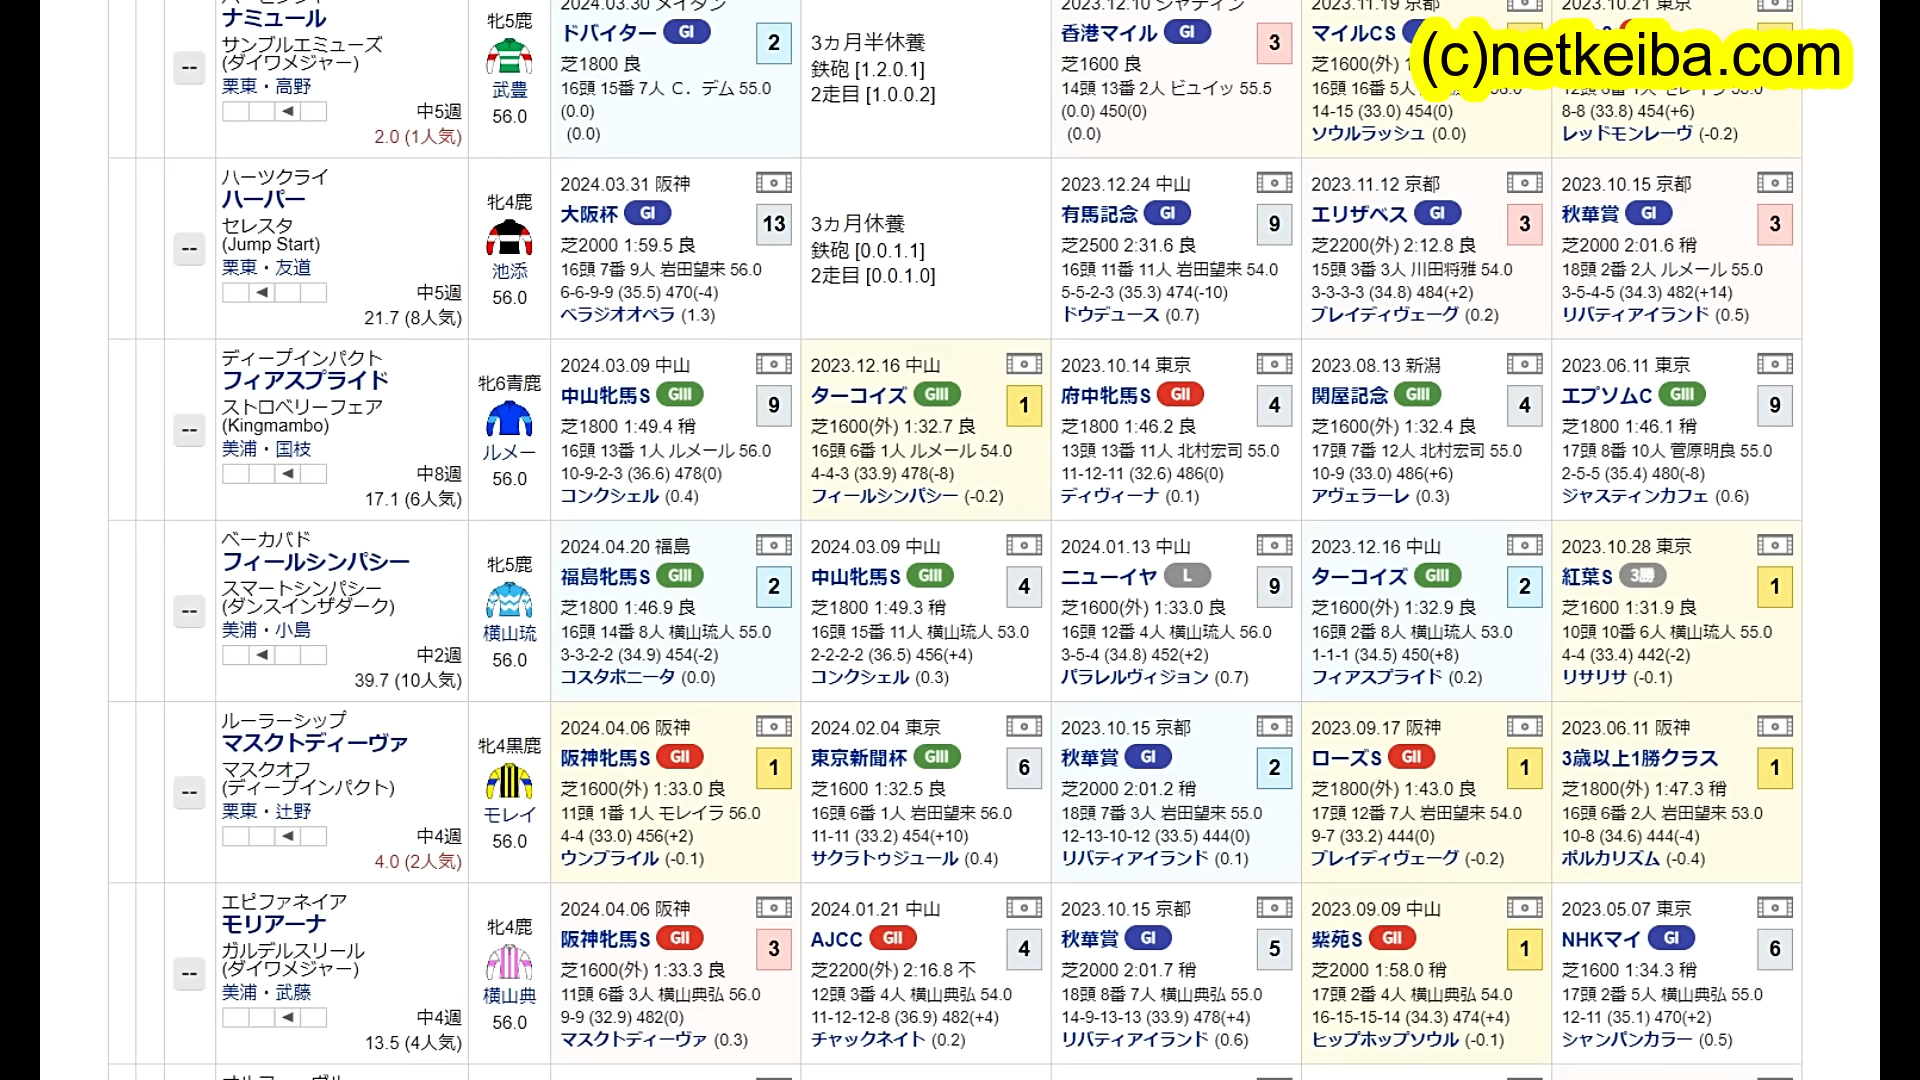 (c)netkeiba.com
--
ナミュール
サンブルエミューズ
(ダイワメジャー)
栗東・高野
中5週
2.0 (1人気)
牝5鹿
武豊
56.0
2024.03.30 メイダン
ドバイター GI
2
芝1800 良
16頭 15番 7人 C．デム 55.0
(0.0)
(0.0)
3ヵ月半休養
鉄砲 [1.2.0.1]
2走目 [1.0.0.2]
2023.12.10 シャティン
香港マイル GI
3
芝1600 良
14頭 13番 2人 ビュイッ 55.5
(0.0) 450(0)
(0.0)
2023.11.19 京都
マイルCS
芝1600(外)
16頭 16番 5人
14-15 (33.0) 454(0)
ソウルラッシュ (0.0)
2023.10.21 東京
8-8 (33.8) 454(+6)
レッドモンレーヴ (-0.2)
--
ハーツクライ
ハーパー
セレスタ
(Jump Start)
栗東・友道
中5週
21.7 (8人気)
牝4鹿
池添
56.0
2024.03.31 阪神
大阪杯 GI
13
芝2000 1:59.5 良
16頭 7番 9人 岩田望来 56.0
6-6-9-9 (35.5) 470(-4)
ベラジオオペラ (1.3)
3ヵ月休養
鉄砲 [0.0.1.1]
2走目 [0.0.1.0]
2023.12.24 中山
有馬記念 GI
9
芝2500 2:31.6 良
16頭 11番 11人 岩田望来 54.0
5-5-2-3 (35.3) 474(-10)
ドウデュース (0.7)
2023.11.12 京都
エリザベス GI
3
芝2200(外) 2:12.8 良
15頭 3番 3人 川田将雅 54.0
3-3-3-3 (34.8) 484(+2)
ブレイディヴェーグ (0.2)
2023.10.15 京都
秋華賞 GI
3
芝2000 2:01.6 稍
18頭 2番 2人 ルメール 55.0
3-5-4-5 (34.3) 482(+14)
リバティアイランド (0.5)
--
ディープインパクト
フィアスプライド
ストロベリーフェア
(Kingmambo)
美浦・国枝
中8週
17.1 (6人気)
牝6青鹿
ルメー
56.0
2024.03.09 中山
中山牝馬S GIII
9
芝1800 1:49.4 稍
16頭 13番 1人 ルメール 56.0
10-9-2-3 (36.6) 478(0)
コンクシェル (0.4)
2023.12.16 中山
ターコイズ GIII
1
芝1600(外) 1:32.7 良
16頭 6番 1人 ルメール 54.0
4-4-3 (33.9) 478(-8)
フィールシンパシー (-0.2)
2023.10.14 東京
府中牝馬S GII
4
芝1800 1:46.2 良
13頭 13番 11人 北村宏司 55.0
11-12-11 (32.6) 486(0)
ディヴィーナ (0.1)
2023.08.13 新潟
関屋記念 GIII
4
芝1600(外) 1:32.4 良
17頭 7番 12人 北村宏司 55.0
10-9 (33.0) 486(+6)
アヴェラーレ (0.3)
2023.06.11 東京
エプソムC GIII
9
芝1800 1:46.1 稍
17頭 8番 10人 菅原明良 55.0
2-5-5 (35.4) 480(-8)
ジャスティンカフェ (0.6)
--
ベーカバド
フィールシンパシー
スマートシンパシー
(ダンスインザダーク)
美浦・小島
中2週
39.7 (10人気)
牝5鹿
横山琉
56.0
2024.04.20 福島
福島牝馬S GIII
2
芝1800 1:46.9 良
16頭 14番 8人 横山琉人 55.0
3-3-2-2 (34.9) 454(-2)
コスタボニータ (0.0)
2024.03.09 中山
中山牝馬S GIII
4
芝1800 1:49.3 稍
16頭 15番 11人 横山琉人 53.0
2-2-2-2 (36.5) 456(+4)
コンクシェル (0.3)
2024.01.13 中山
ニューイヤ L
9
芝1600(外) 1:33.0 良
16頭 12番 4人 横山琉人 56.0
3-5-4 (34.8) 452(+2)
パラレルヴィジョン (0.7)
2023.12.16 中山
ターコイズ GIII
2
芝1600(外) 1:32.9 良
16頭 2番 8人 横山琉人 53.0
1-1-1 (34.5) 450(+8)
フィアスプライド (0.2)
2023.10.28 東京
紅葉S 3勝
1
芝1600 1:31.9 良
10頭 10番 6人 横山琉人 55.0
4-4 (33.4) 442(-2)
リサリサ (-0.1)
--
ルーラーシップ
マスクトディーヴァ
マスクオフ
(ディープインパクト)
栗東・辻野
中4週
4.0 (2人気)
牝4黒鹿
モレイ
56.0
2024.04.06 阪神
阪神牝馬S GII
1
芝1600(外) 1:33.0 良
11頭 1番 1人 モレイラ 56.0
4-4 (33.0) 456(+2)
ウンブライル (-0.1)
2024.02.04 東京
東京新聞杯 GIII
6
芝1600 1:32.5 良
16頭 6番 1人 岩田望来 56.0
11-11 (33.2) 454(+10)
サクラトゥジュール (0.4)
2023.10.15 京都
秋華賞 GI
2
芝2000 2:01.2 稍
18頭 7番 3人 岩田望来 55.0
12-13-10-12 (33.5) 444(0)
リバティアイランド (0.1)
2023.09.17 阪神
ローズS GII
1
芝1800(外) 1:43.0 良
17頭 12番 7人 岩田望来 54.0
9-7 (33.2) 444(0)
ブレイディヴェーグ (-0.2)
2023.06.11 阪神
3歳以上1勝クラス
1
芝1800(外) 1:47.3 稍
16頭 6番 2人 岩田望来 53.0
10-8 (34.6) 444(-4)
ポルカリズム (-0.4)
--
エピファネイア
モリアーナ
ガルデルスリール
(ダイワメジャー)
美浦・武藤
中4週
13.5 (4人気)
牝4鹿
横山典
56.0
2024.04.06 阪神
阪神牝馬S GII
3
芝1600(外) 1:33.3 良
11頭 6番 3人 横山典弘 56.0
9-9 (32.9) 482(0)
マスクトディーヴァ (0.3)
2024.01.21 中山
AJCC GII
4
芝2200(外) 2:16.8 不
12頭 3番 4人 横山典弘 54.0
11-12-12-8 (36.9) 482(+4)
チャックネイト (0.2)
2023.10.15 京都
秋華賞 GI
5
芝2000 2:01.7 稍
18頭 8番 7人 横山典弘 55.0
14-9-13-13 (33.9) 478(+4)
リバティアイランド (0.6)
2023.09.09 中山
紫苑S GII
1
芝2000 1:58.0 稍
17頭 2番 4人 横山典弘 54.0
16-15-15-14 (34.3) 474(+4)
ヒップホップソウル (-0.1)
2023.05.07 東京
NHKマイ GI
6
芝1600 1:34.3 稍
17頭 2番 5人 横山典弘 55.0
12-11 (35.1) 470(+2)
シャンパンカラー (0.5)